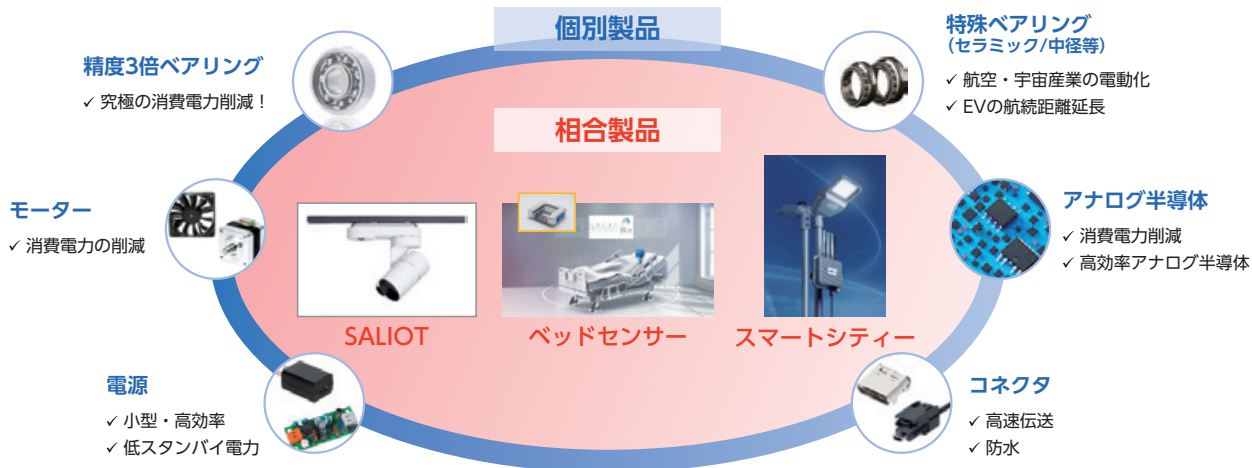 個別製品
精度3倍ベアリング
✓ 究極の消費電力削減！
特殊ベアリング
（セラミック/中径等）
✓ 航空・宇宙産業の電動化
✓ EVの航続距離延長
相合製品
モーター
✓ 消費電力の削減
アナログ半導体
✓ 消費電力削減
✓ 高効率アナログ半導体
SALIOT
ベッドセンサー
スマートシティー
電源
✓ 小型・高効率
✓ 低スタンバイ電力
コネクタ
✓ 高速伝送
✓ 防水